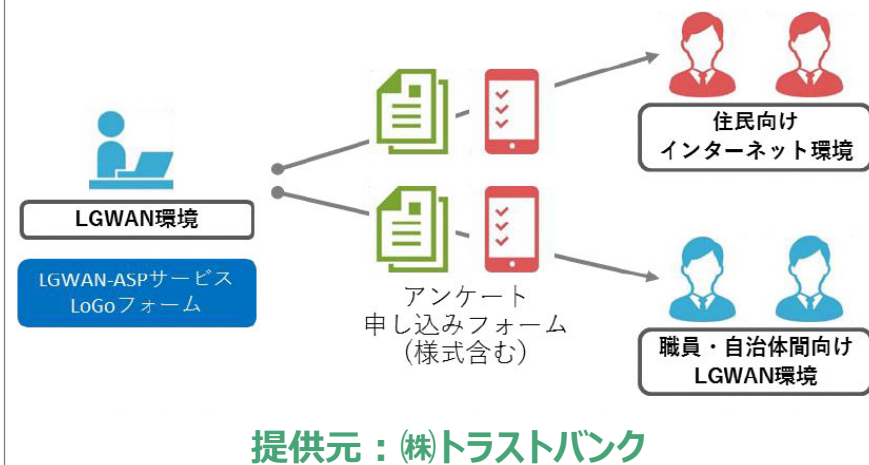 LGWAN環境
LGWAN-ASPサービス
LoGoフォーム
アンケート
申し込みフォーム
(様式含む)
住民向け
インターネット環境
職員・自治体間向け
LGWAN環境
提供元：㈱トラストバンク